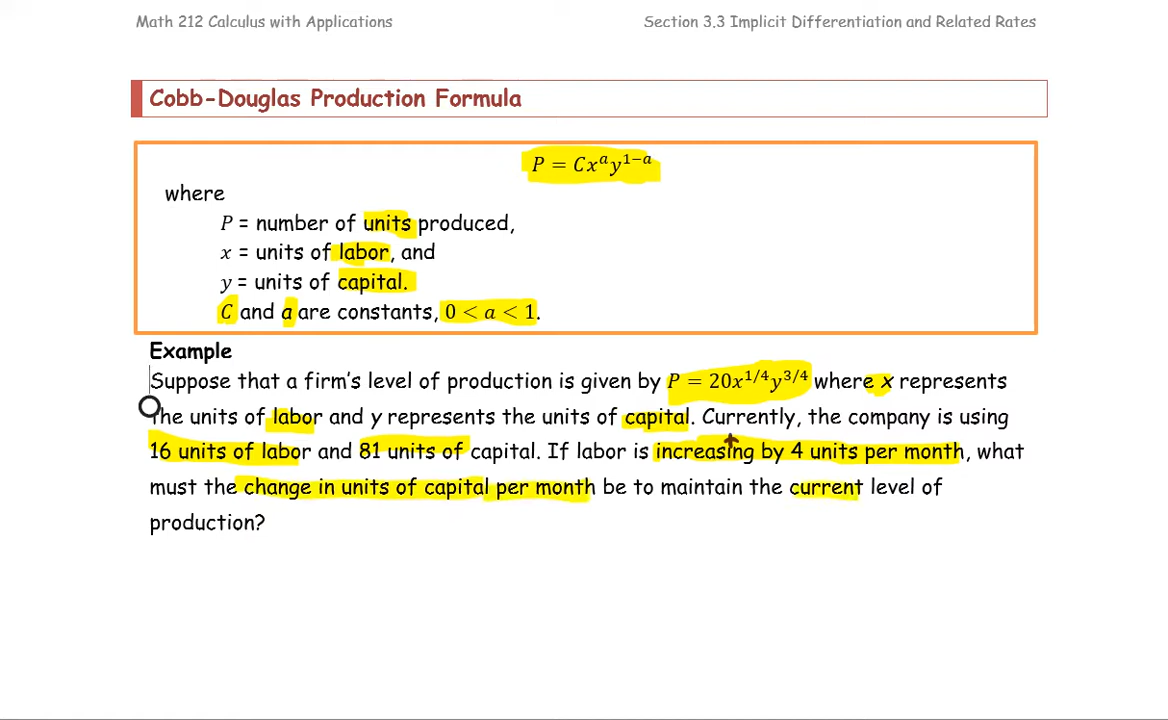 Math 212 Calculus with Applications
Section 3.3 Implicit Differentiation and Related Rates
Cobb-Douglas Production Formula
P = Cxᵃy¹⁻ᵃ
where
P = number of units produced,
x = units of labor, and
y = units of capital.
C and a are constants, 0 < a < 1.
Example
Suppose that a firm's level of production is given by P = 20x^{1/4}y^{3/4} where x represents
the units of labor and y represents the units of capital. Currently, the company is using
16 units of labor and 81 units of capital. If labor is increasing by 4 units per month, what
must the change in units of capital per month be to maintain the current level of
production?